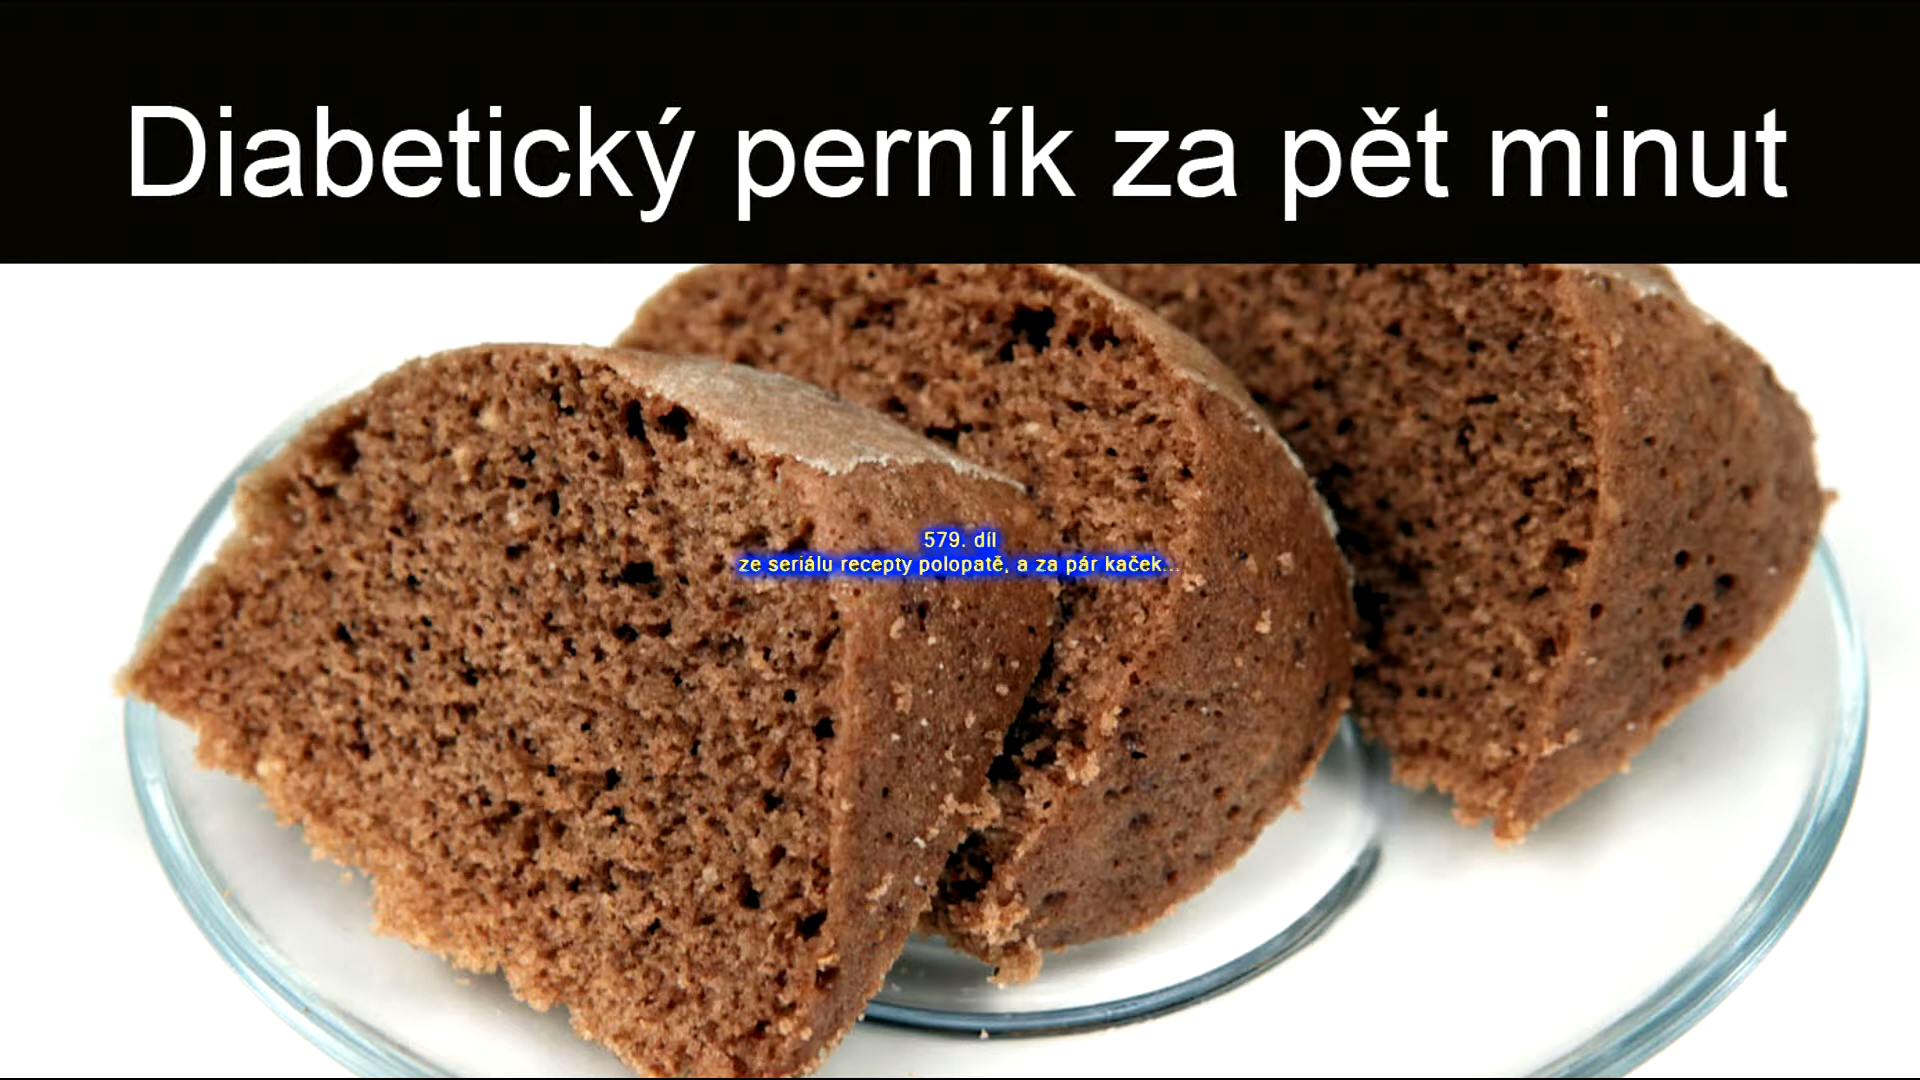 Diabetický perník za pět minut
579. díl
ze seriálu recepty polopatě, a za pár kaček...